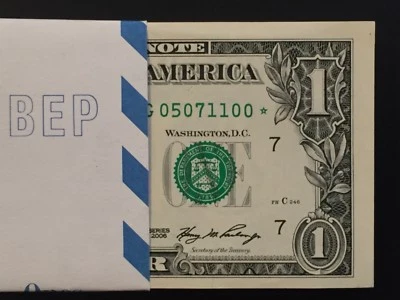 NOTE
AMERICA
1
BEP
G 05071100 ★
WASHINGTON, D.C.
7
ONE
FW C 246
7
SERIES
2006
Secretary of the Treasury.
1
R